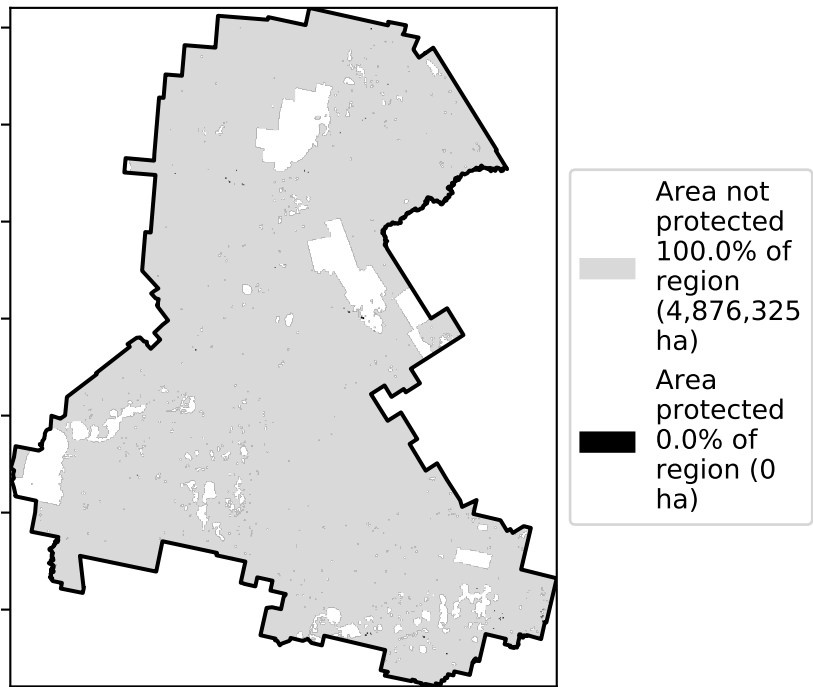 Area not
protected
100.0% of
region
(4,876,325
ha)
Area
protected
0.0% of
region (0
ha)